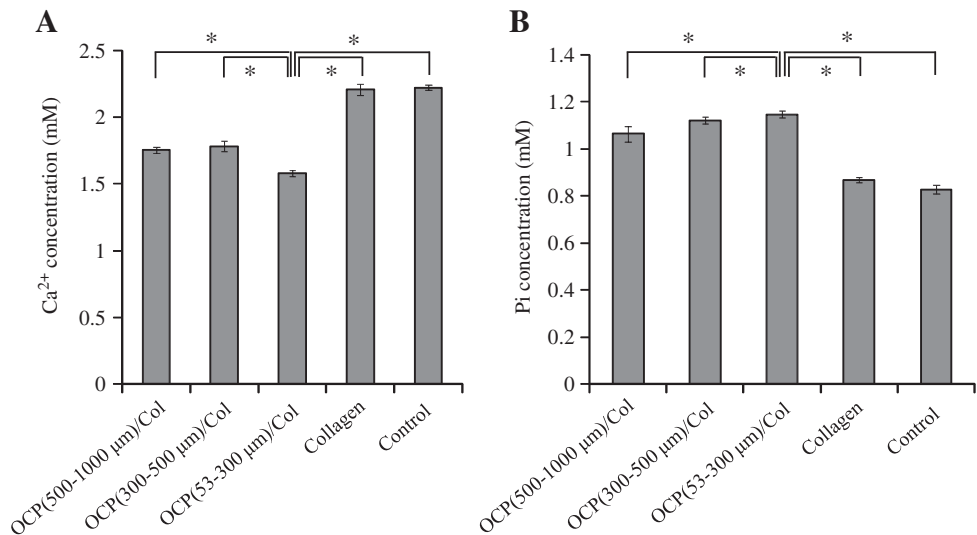 A
* *
* *
2.5
2
1.5
1
0.5
0
Ca²⁺ concentration (mM)
OCP(500-1000 μm)/Col
OCP(300-500 μm)/Col
OCP(53-300 μm)/Col
Collagen
Control
B
* *
* *
1.4
1.2
1
0.8
0.6
0.4
0.2
0
Pi concentration (mM)
OCP(500-1000 μm)/Col
OCP(300-500 μm)/Col
OCP(53-300 μm)/Col
Collagen
Control